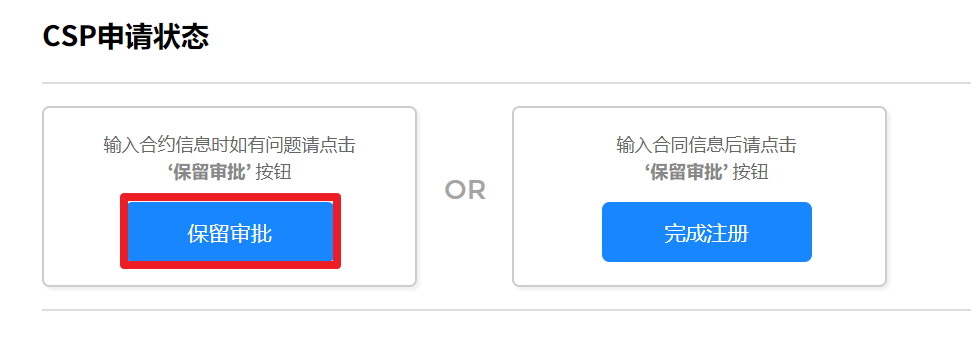 CSP申请状态
输入合约信息时如有问题请点击
‘保留审批’ 按钮
保留审批
OR
输入合同信息后请点击
‘保留审批’ 按钮
完成注册